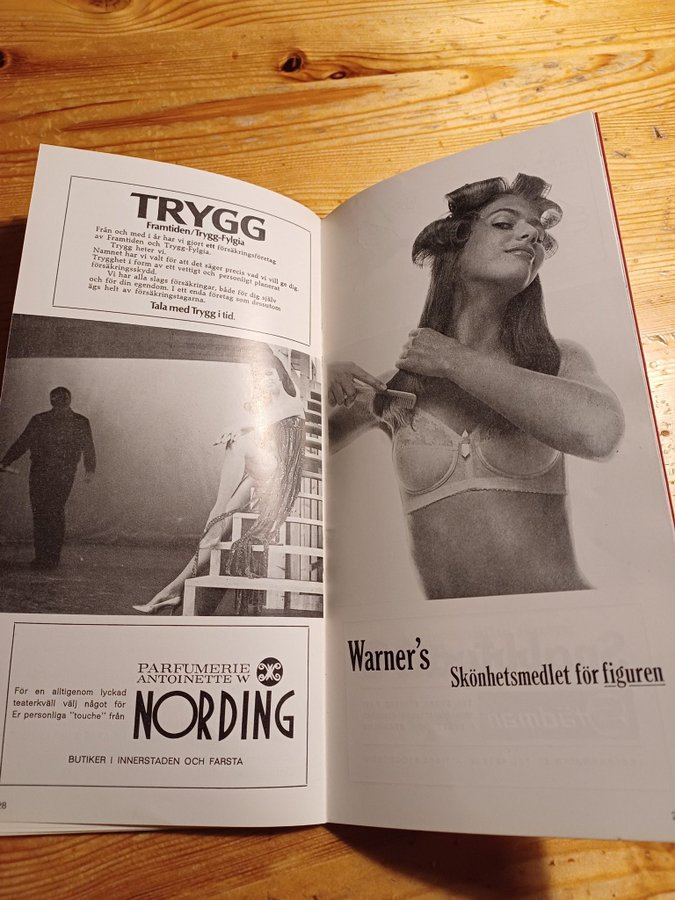 TRYGG
Framtiden/Trygg-Fylgia
Från och med i år har vi gjort ett försäkringsföretag
av Framtiden och Trygg-Fylgia.
Trygg heter vi.
Namnet har vi valt för att det säger precis vad vi vill ge dig.
Trygghet i form av ett vettigt och personligt planerat
försäkringsskydd.
Vi har alla slags försäkringar, både för dig själv
och för din egendom. I ett enda företag som dessutom
ägs helt av försäkringstagarna.
Tala med Trygg i tid.
PARFUMERIE
ANTOINETTE W
För en alltigenom lyckad
teaterkväll välj något för
Er personliga "touche" från
NORDING
BUTIKER I INNERSTADEN OCH FARSTA
28
Warner's
Skönhetsmedlet för figuren